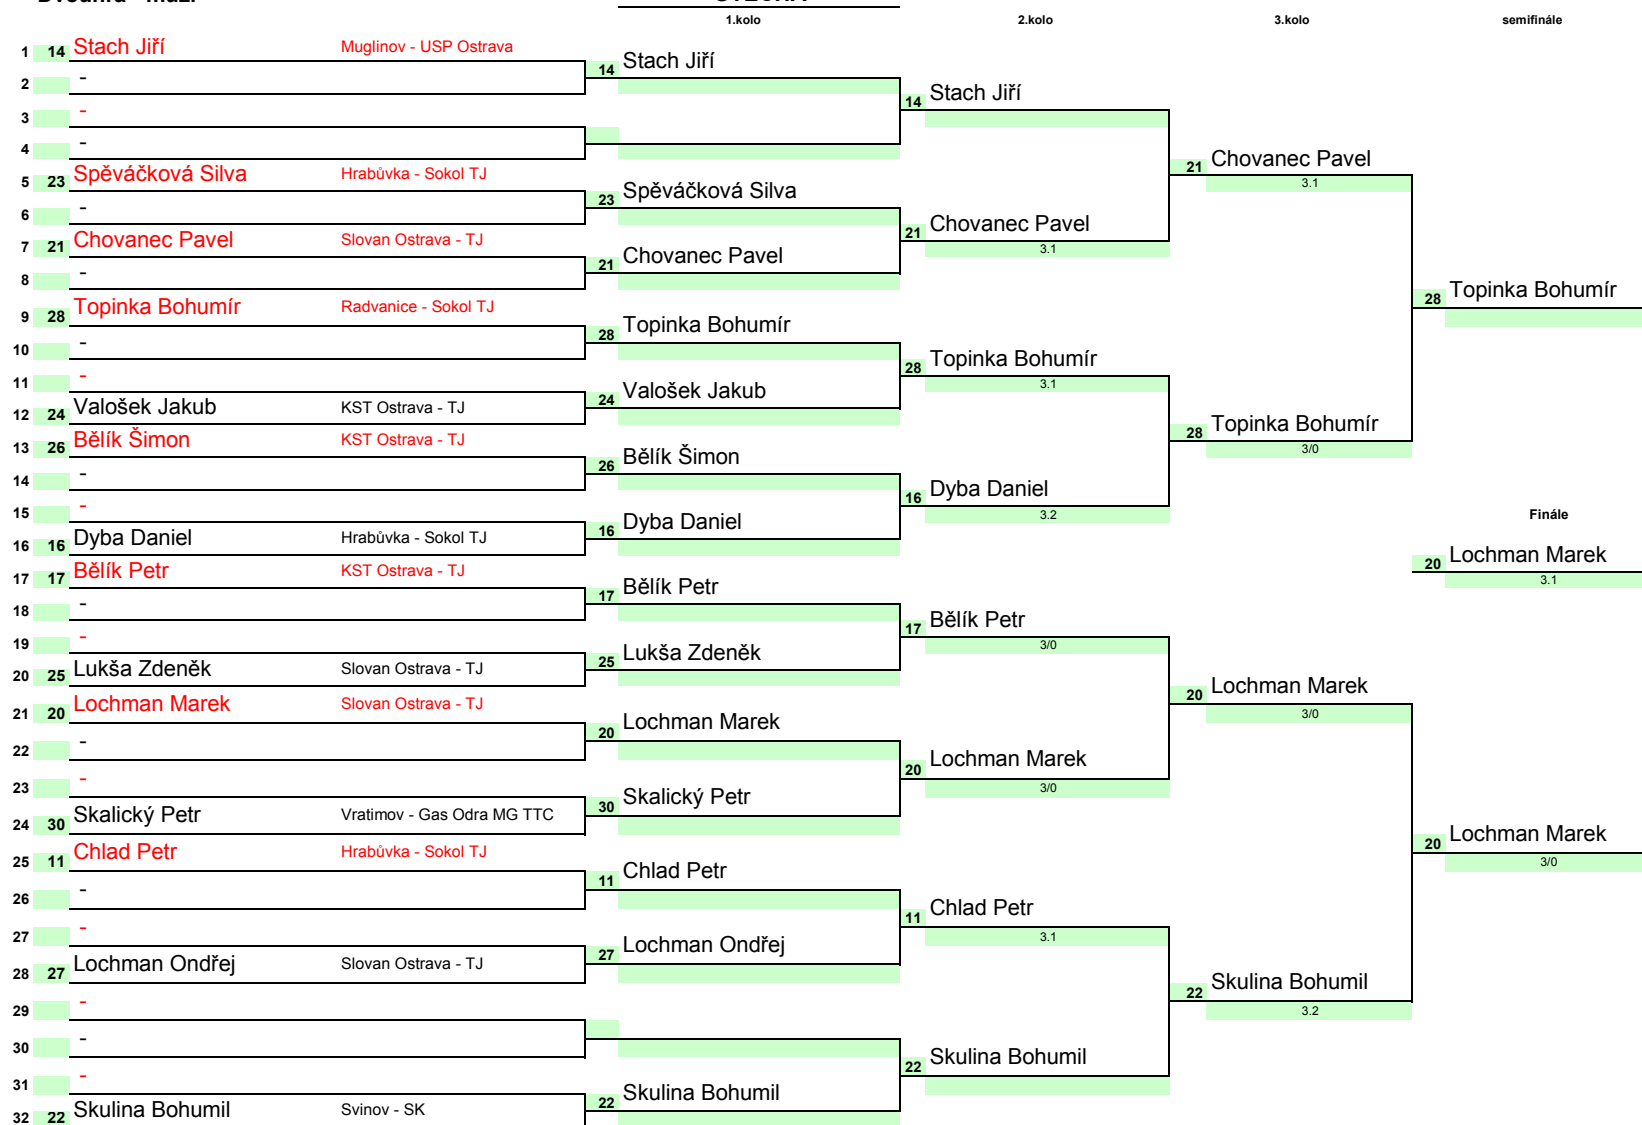 1.kolo 2.kolo 3.kolo semifinále
1 14 Stach Jiří Muglinov - USP Ostrava
14 Stach Jiří
2 -
14 Stach Jiří
3 -
4 -
21 Chovanec Pavel
3.1
5 23 Spěváčková Silva Hrabůvka - Sokol TJ
23 Spěváčková Silva
6 -
21 Chovanec Pavel
3.1
7 21 Chovanec Pavel Slovan Ostrava - TJ
21 Chovanec Pavel
8 -
28 Topinka Bohumír
9 28 Topinka Bohumír Radvanice - Sokol TJ
28 Topinka Bohumír
10 -
28 Topinka Bohumír
3.1
11 -
24 Valošek Jakub
12 24 Valošek Jakub KST Ostrava - TJ
28 Topinka Bohumír
3/0
13 26 Bělík Šimon KST Ostrava - TJ
26 Bělík Šimon
14 -
16 Dyba Daniel
3.2
15 -
16 Dyba Daniel
Finále
16 16 Dyba Daniel Hrabůvka - Sokol TJ
20 Lochman Marek
3.1
17 17 Bělík Petr KST Ostrava - TJ
17 Bělík Petr
18 -
17 Bělík Petr
3/0
19 -
25 Lukša Zdeněk
20 25 Lukša Zdeněk Slovan Ostrava - TJ
20 Lochman Marek
3/0
21 20 Lochman Marek Slovan Ostrava - TJ
20 Lochman Marek
22 -
20 Lochman Marek
3/0
23 -
30 Skalický Petr
24 30 Skalický Petr Vratimov - Gas Odra MG TTC
20 Lochman Marek
3/0
25 11 Chlad Petr Hrabůvka - Sokol TJ
11 Chlad Petr
26 -
11 Chlad Petr
3.1
27 -
27 Lochman Ondřej
28 27 Lochman Ondřej Slovan Ostrava - TJ
22 Skulina Bohumil
3.2
29 -
30 -
22 Skulina Bohumil
31 -
22 Skulina Bohumil
32 22 Skulina Bohumil Svinov - SK